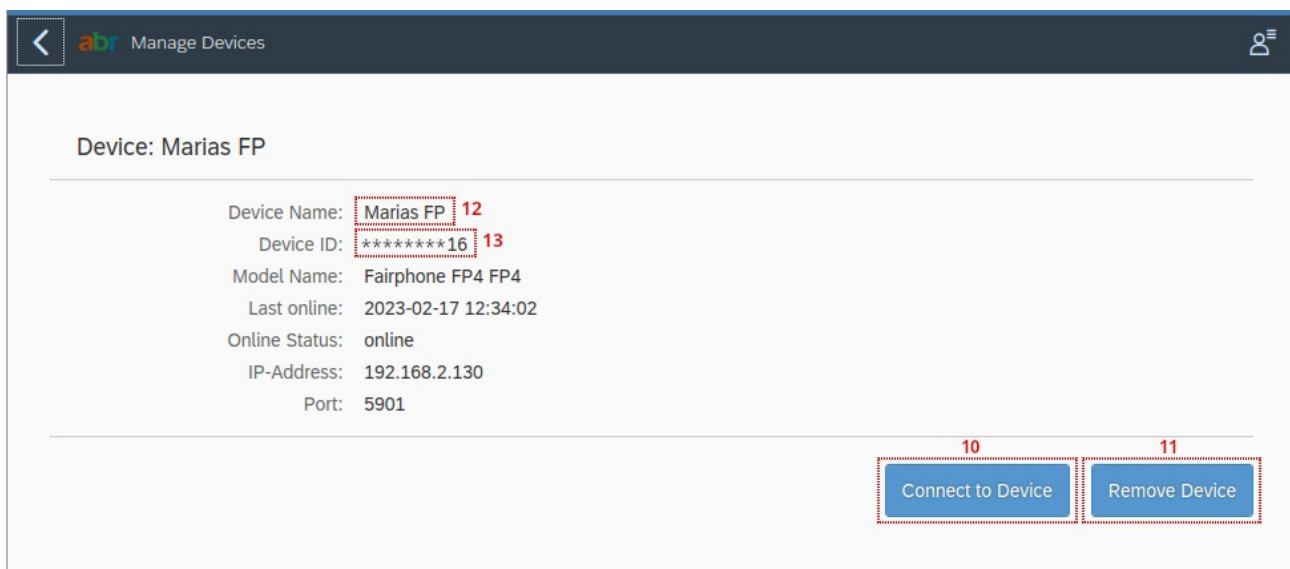 abr Manage Devices
Device: Marias FP
Device Name: Marias FP 12
Device ID: ********16 13
Model Name: Fairphone FP4 FP4
Last online: 2023-02-17 12:34:02
Online Status: online
IP-Address: 192.168.2.130
Port: 5901
10 11
Connect to Device Remove Device